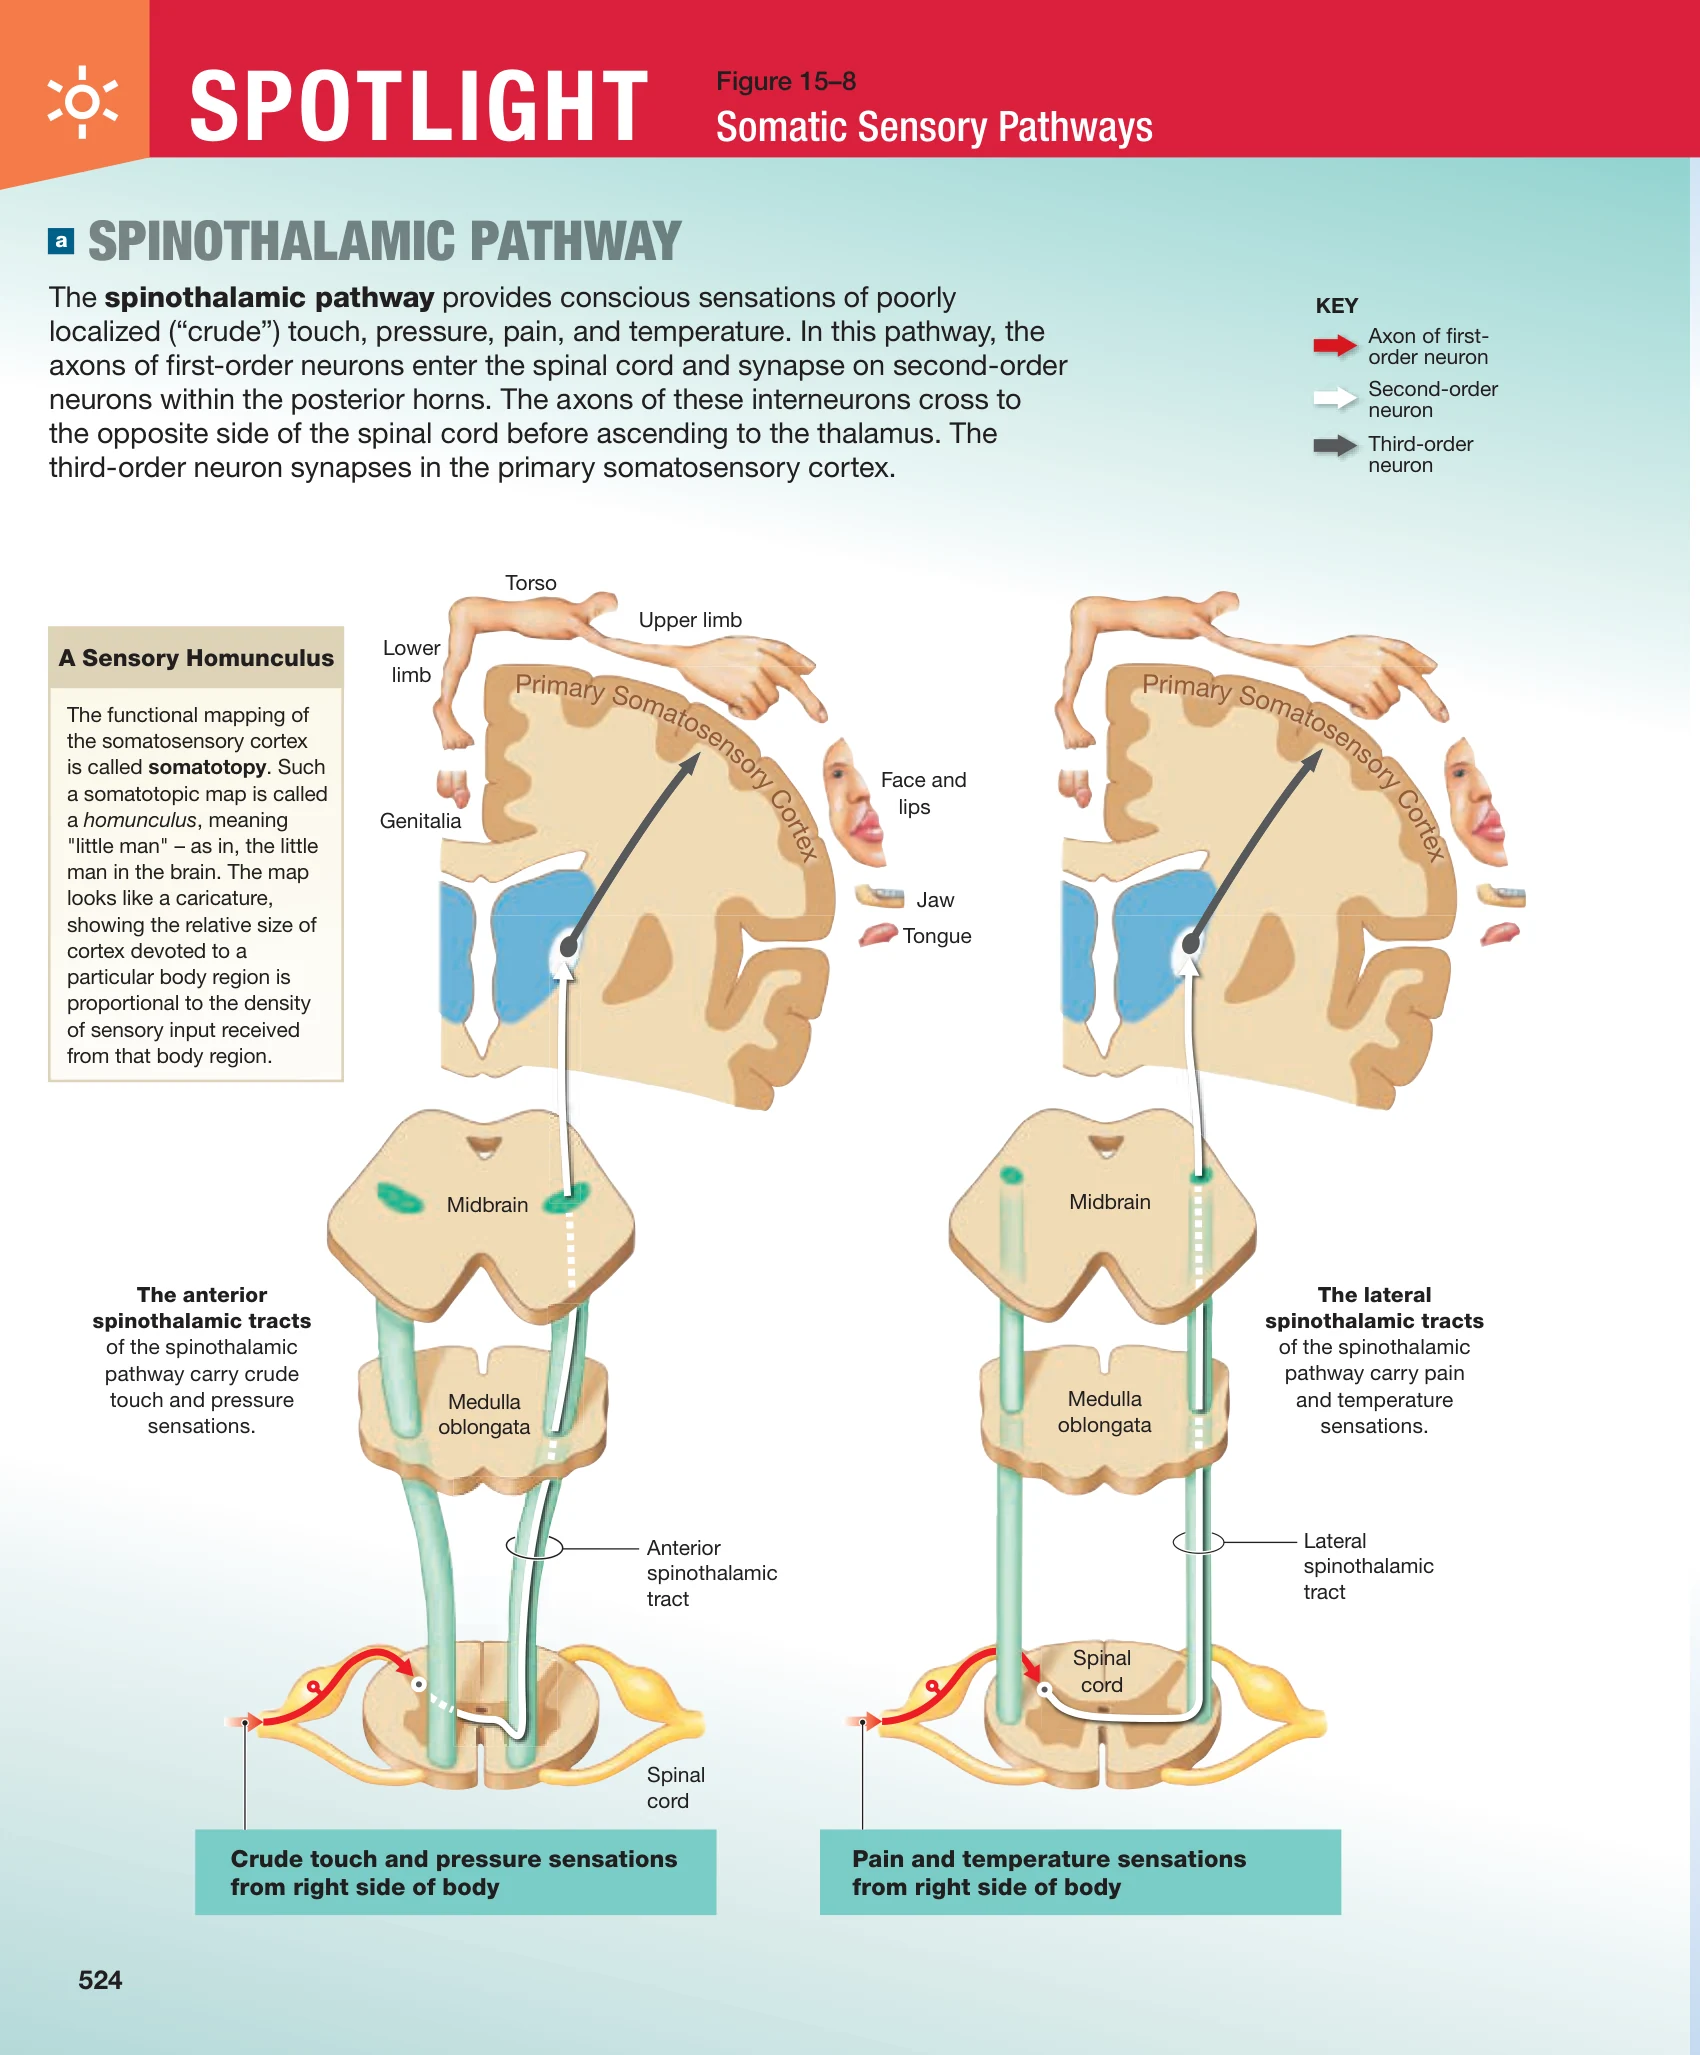 SPOTLIGHT
Figure 15–8
Somatic Sensory Pathways
a SPINOTHALAMIC PATHWAY
The spinothalamic pathway provides conscious sensations of poorly
localized (“crude”) touch, pressure, pain, and temperature. In this pathway, the
axons of first-order neurons enter the spinal cord and synapse on second-order
neurons within the posterior horns. The axons of these interneurons cross to
the opposite side of the spinal cord before ascending to the thalamus. The
third-order neuron synapses in the primary somatosensory cortex.
KEY
Axon of first-
order neuron
Second-order
neuron
Third-order
neuron
A Sensory Homunculus
The functional mapping of
the somatosensory cortex
is called somatotopy. Such
a somatotopic map is called
a homunculus, meaning
"little man" – as in, the little
man in the brain. The map
looks like a caricature,
showing the relative size of
cortex devoted to a
particular body region is
proportional to the density
of sensory input received
from that body region.
Torso
Upper limb
Lower
limb
Primary Somatosensory Cortex
Face and
lips
Genitalia
Jaw
Tongue
Primary Somatosensory Cortex
Midbrain
Midbrain
The anterior
spinothalamic tracts
of the spinothalamic
pathway carry crude
touch and pressure
sensations.
Medulla
oblongata
Medulla
oblongata
The lateral
spinothalamic tracts
of the spinothalamic
pathway carry pain
and temperature
sensations.
Anterior
spinothalamic
tract
Lateral
spinothalamic
tract
Spinal
cord
Spinal
cord
Crude touch and pressure sensations
from right side of body
Pain and temperature sensations
from right side of body
524